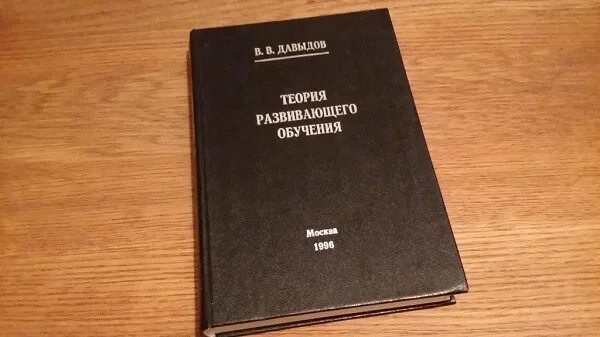 В. В. ДАВЫДОВ
ТЕОРИЯ
РАЗВИВАЮЩЕГО
ОБУЧЕНИЯ
Москва
1996